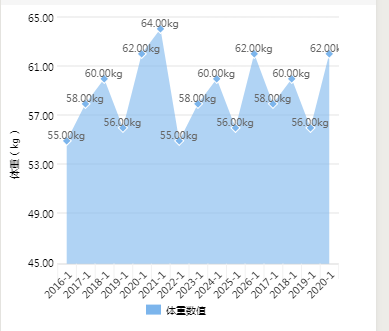 65.00
64.00kg
62.00kg 62.00kg 62.00k
61.00
60.00kg 60.00kg 60.00kg
58.00kg 58.00kg 58.00kg
57.00
56.00kg 56.00kg 56.00kg
55.00kg 55.00kg
53.00
体重（kg）
49.00
45.00
2016-1 2017-1 2018-1 2019-1 2020-1 2021-1 2022-1 2023-1 2024-1 2025-1 2026-1 2017-1 2018-1 2019-1 2020-1
体重数值